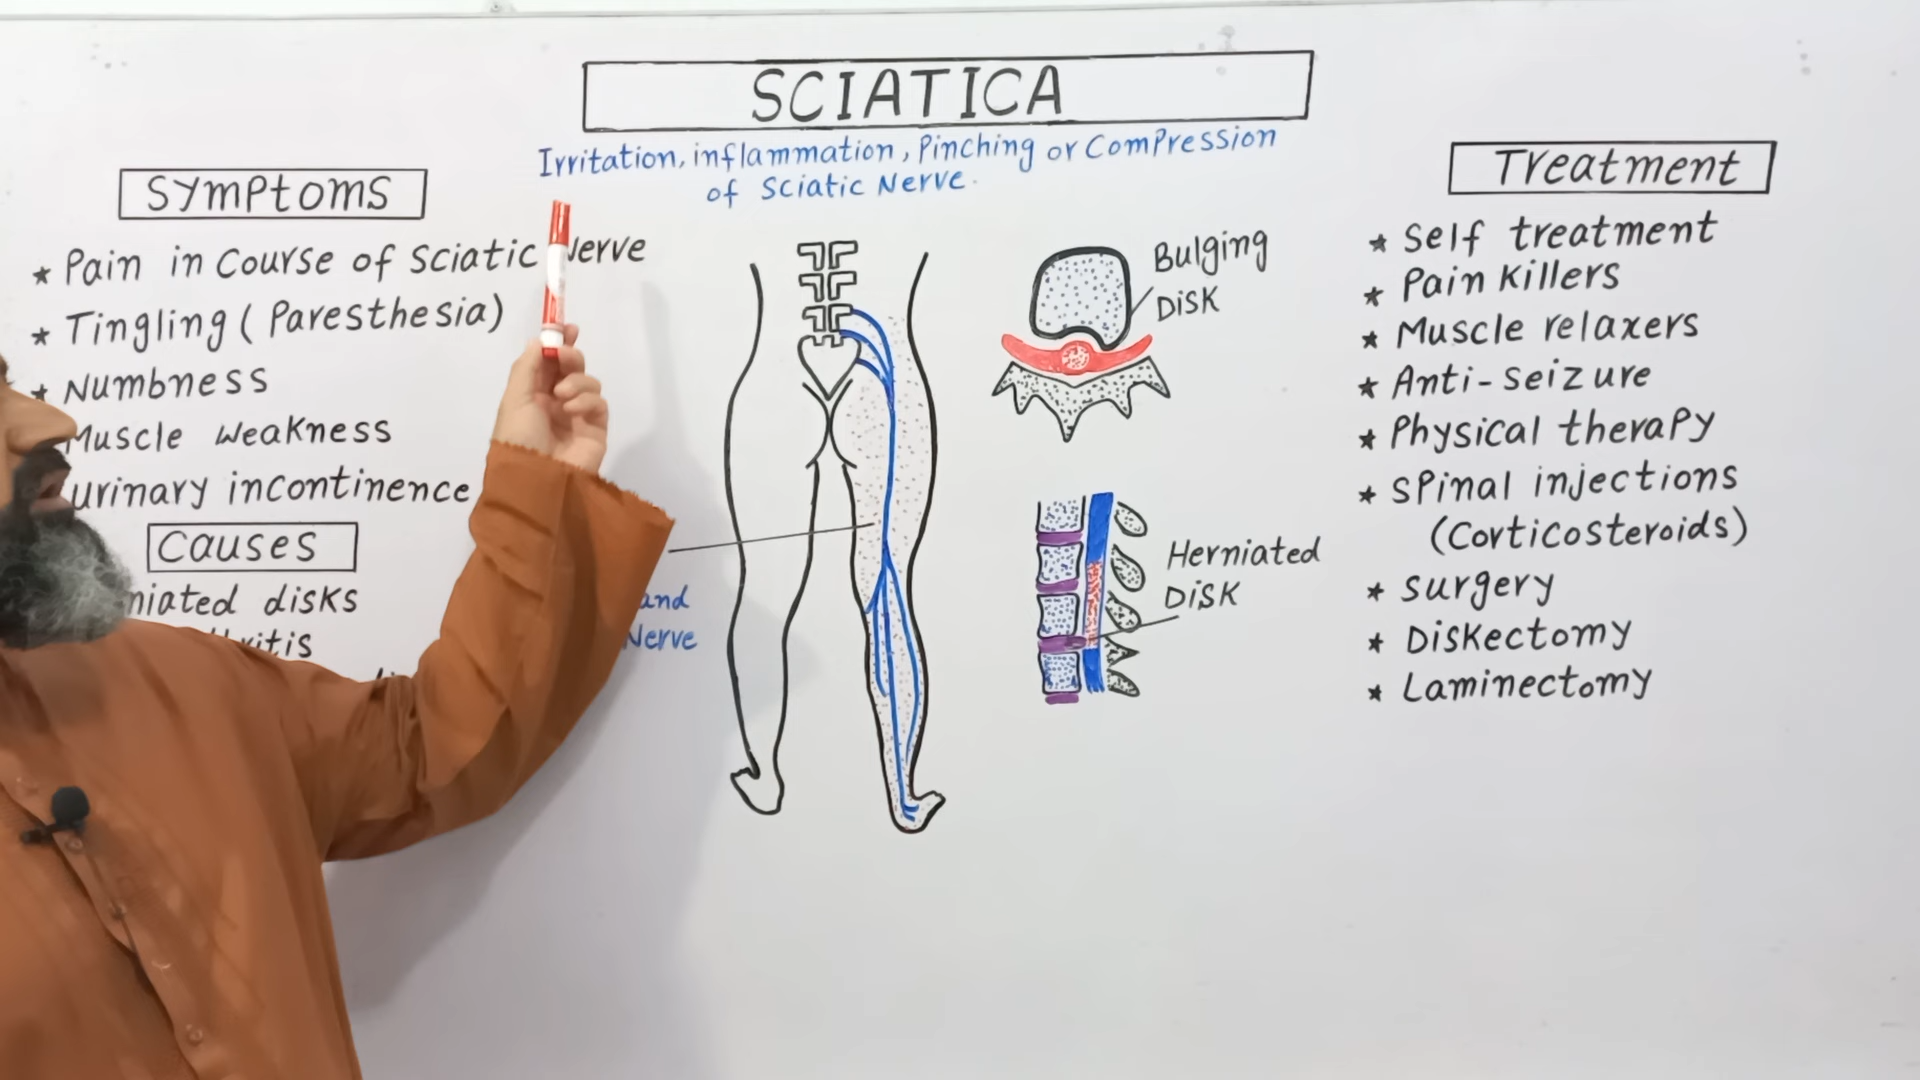 SCIATICA
Irritation, inflammation, Pinching or Compression
of Sciatic Nerve.
Symptoms
* Pain in Course of Sciatic Nerve
* Tingling (Paresthesia)
* Numbness
Muscle weakness
urinary incontinence
Causes
disks
and
Nerve
Bulging
Disk
Herniated
Disk
Treatment
* Self treatment
* Pain Killers
* Muscle relaxers
* Anti-seizure
* Physical therapy
* Spinal injections
(Corticosteroids)
* surgery
* Diskectomy
* Laminectomy